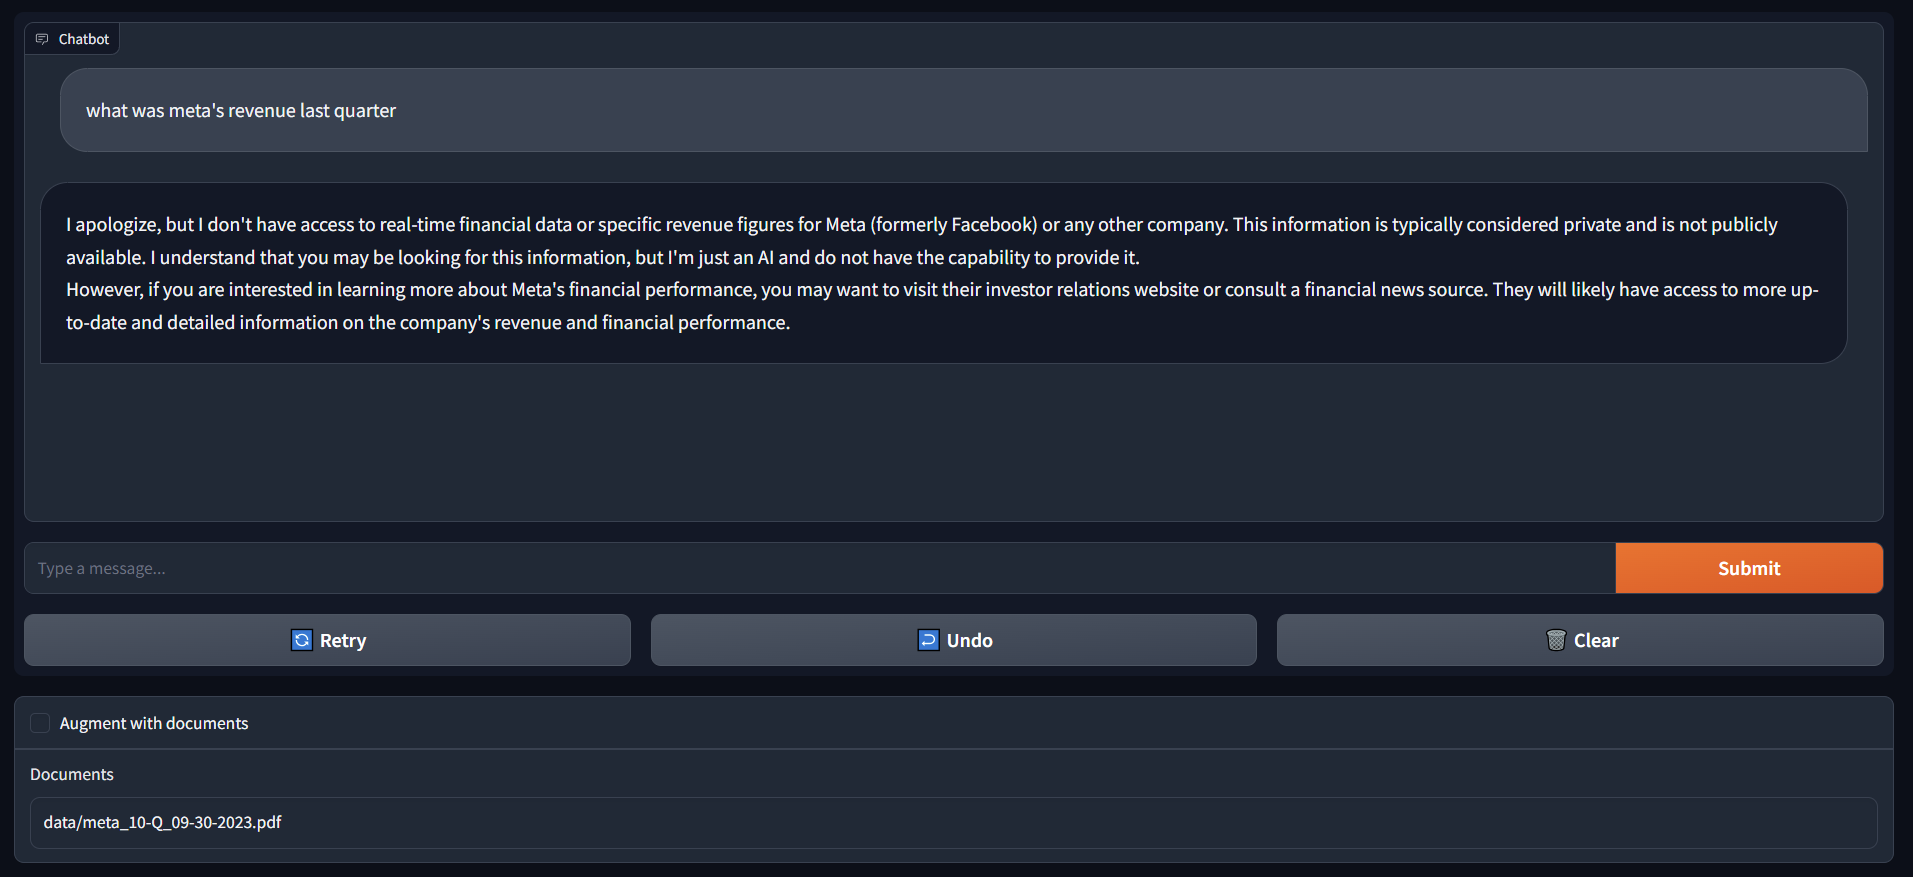 Chatbot
what was meta's revenue last quarter
I apologize, but I don't have access to real-time financial data or specific revenue figures for Meta (formerly Facebook) or any other company. This information is typically considered private and is not publicly
available. I understand that you may be looking for this information, but I'm just an AI and do not have the capability to provide it.
However, if you are interested in learning more about Meta's financial performance, you may want to visit their investor relations website or consult a financial news source. They will likely have access to more up-
to-date and detailed information on the company's revenue and financial performance.
Type a message...
Submit
Retry
Undo
Clear
Augment with documents
Documents
data/meta_10-Q_09-30-2023.pdf